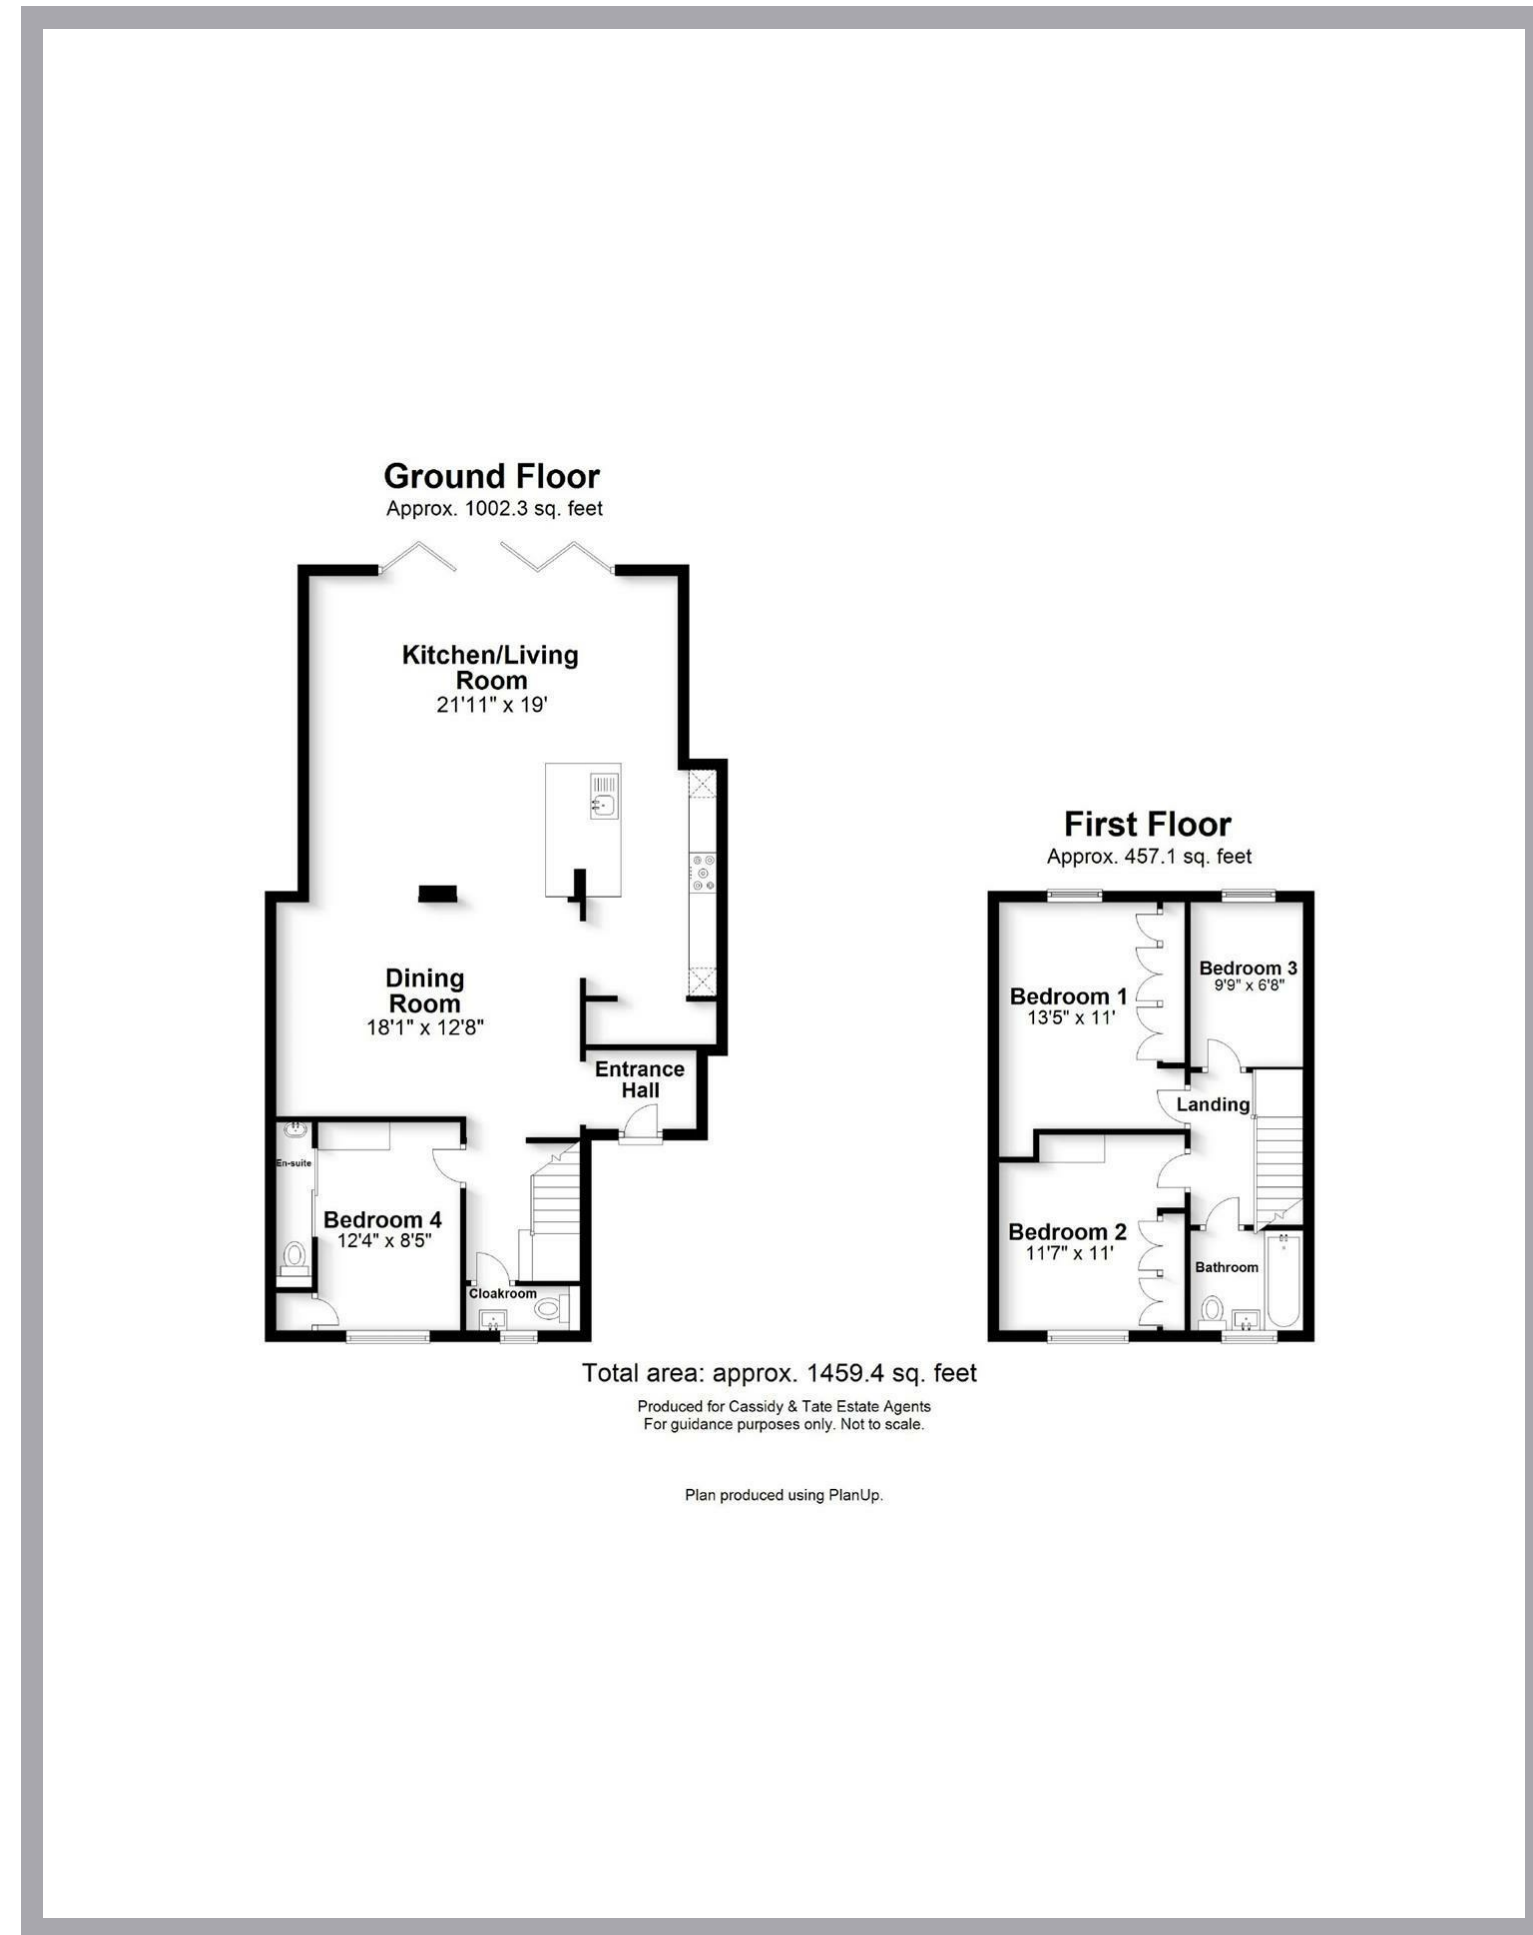 Ground Floor
Approx. 1002.3 sq. feet
Kitchen/Living
Room
21'11" x 19'
Dining
Room
18'1" x 12'8"
Entrance
Hall
En-suite
Bedroom 4
12'4" x 8'5"
Cloakroom
First Floor
Approx. 457.1 sq. feet
Bedroom 1
13'5" x 11'
Bedroom 3
9'9" x 6'8"
Landing
Bedroom 2
11'7" x 11'
Bathroom
Total area: approx. 1459.4 sq. feet
Produced for Cassidy & Tate Estate Agents
For guidance purposes only. Not to scale.
Plan produced using PlanUp.